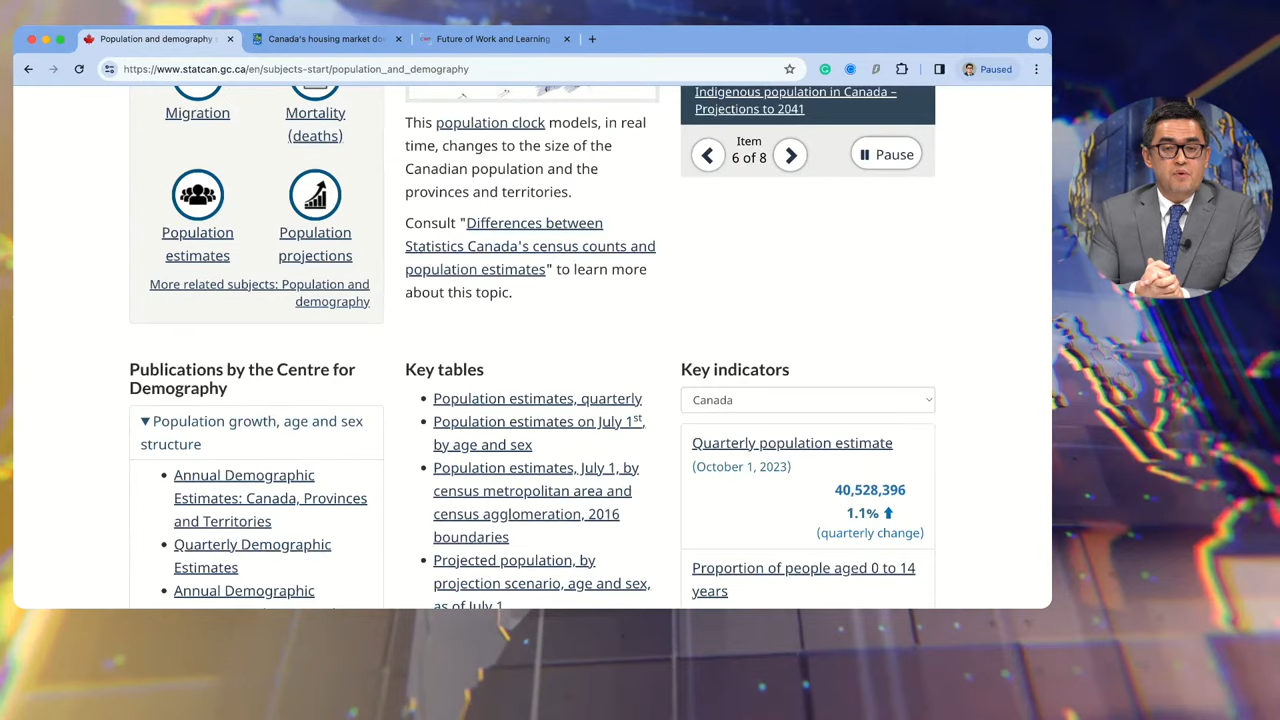 Population and demography
Canada's housing market do
Future of Work and Learning
https://www.statcan.gc.ca/en/subjects-start/population_and_demography
Paused
Migration
Mortality
(deaths)
Population
estimates
Population
projections
More related subjects: Population and
demography
This population clock models, in real
time, changes to the size of the
Canadian population and the
provinces and territories.
Consult "Differences between
Statistics Canada's census counts and
population estimates" to learn more
about this topic.
Indigenous population in Canada –
Projections to 2041
Item
6 of 8
Pause
Publications by the Centre for
Demography
Population growth, age and sex
structure
Annual Demographic
Estimates: Canada, Provinces
and Territories
Quarterly Demographic
Estimates
Annual Demographic
Key tables
Population estimates, quarterly
Population estimates on July 1st,
by age and sex
Population estimates, July 1, by
census metropolitan area and
census agglomeration, 2016
boundaries
Projected population, by
projection scenario, age and sex,
as of July 1
Key indicators
Canada
Quarterly population estimate
(October 1, 2023)
40,528,396
1.1%
(quarterly change)
Proportion of people aged 0 to 14
years